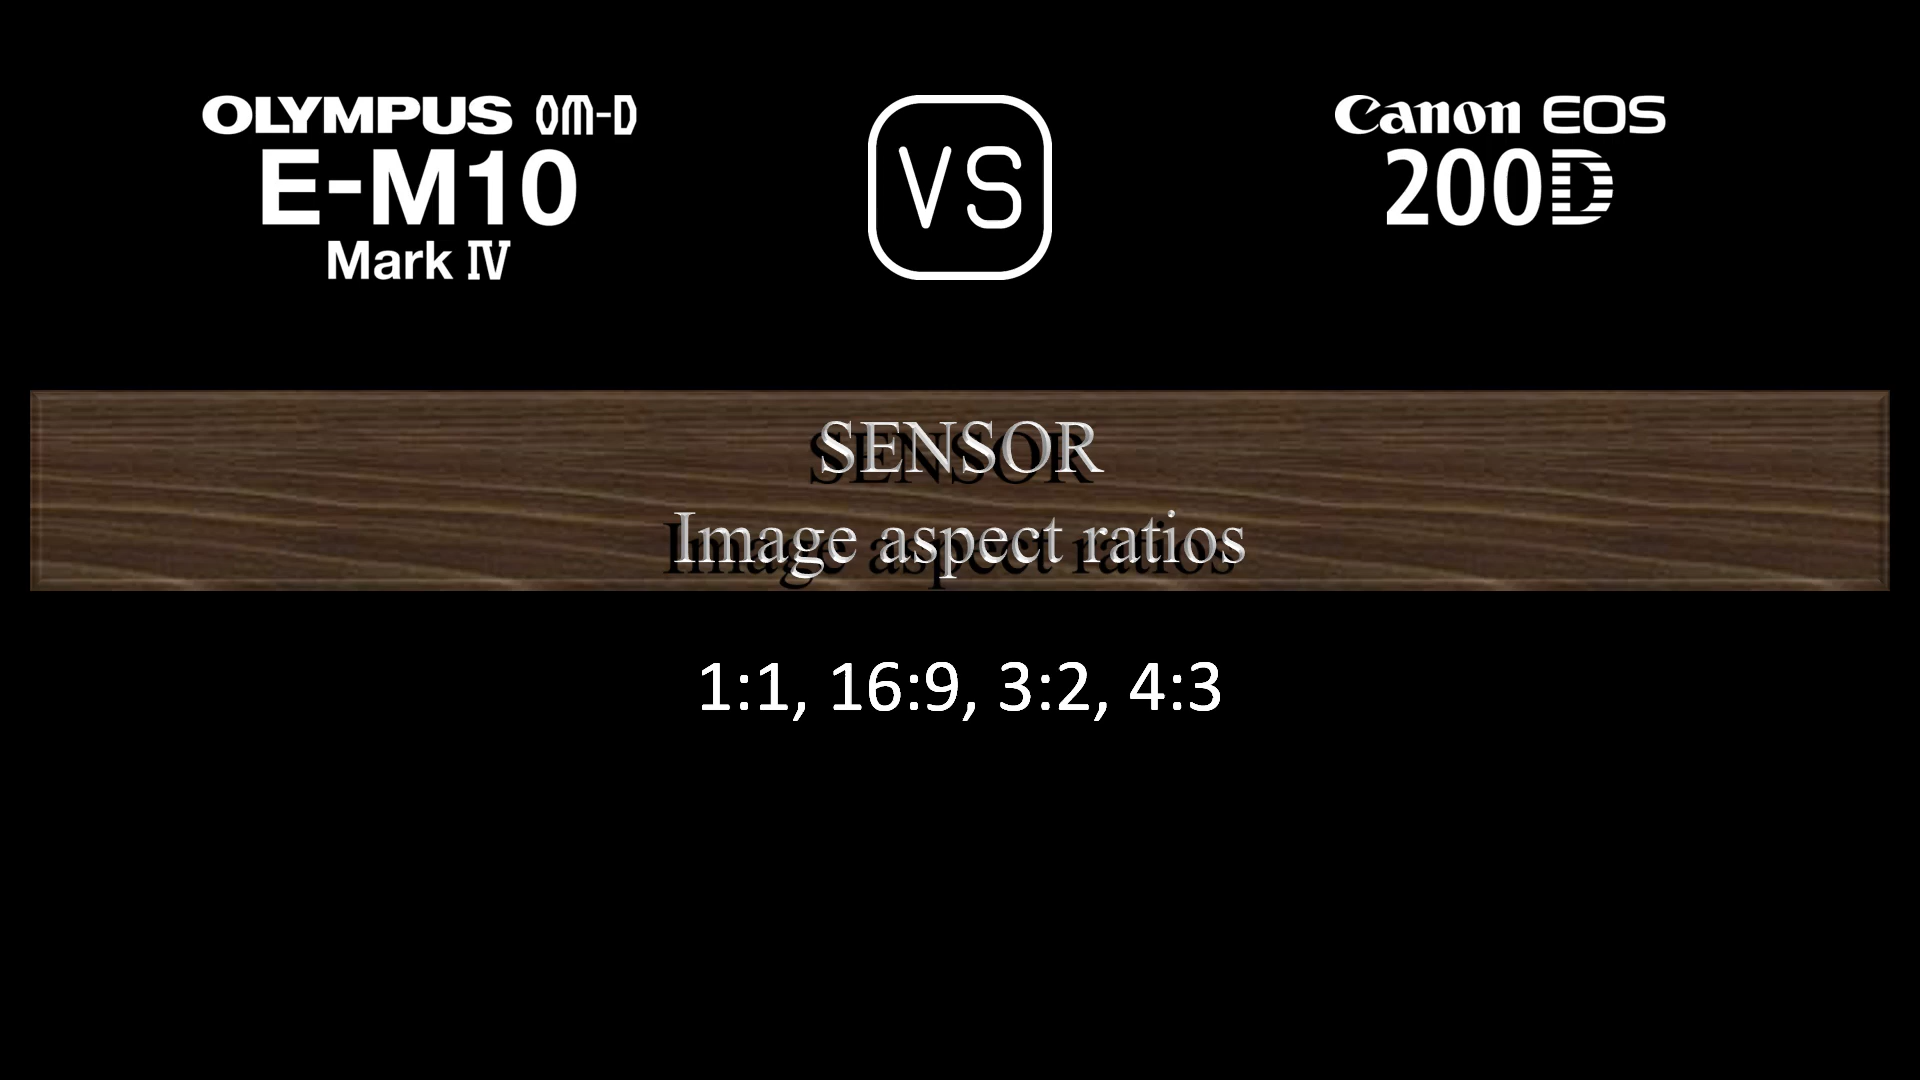 OLYMPUS OM-D
E-M10
Mark IV
VS
Canon EOS
200D
SENSOR
Image aspect ratios
1:1, 16:9, 3:2, 4:3